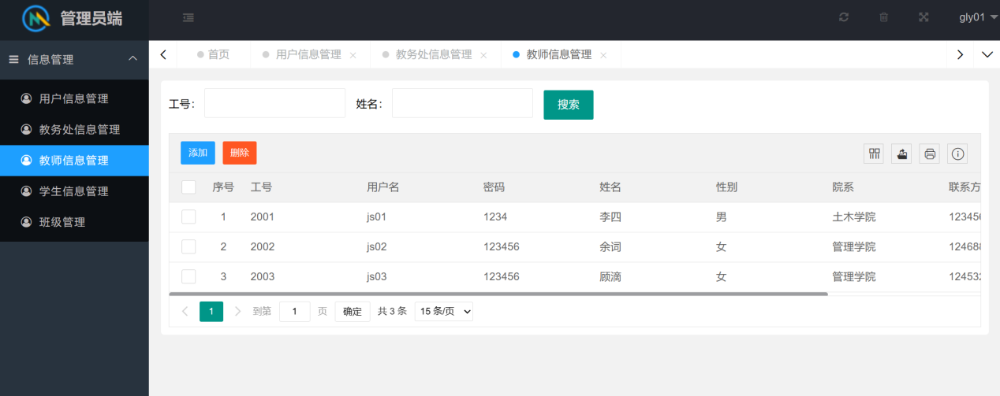 管理员端
gly01
信息管理
用户信息管理
教务处信息管理
教师信息管理
学生信息管理
班级管理
首页 用户信息管理 教务处信息管理 教师信息管理
工号： 姓名： 搜索
添加 删除
序号 工号 用户名 密码 姓名 性别 院系 联系方
1 2001 js01 1234 李四 男 土木学院 123456
2 2002 js02 123456 余词 女 管理学院 124688
3 2003 js03 123456 顾滴 女 管理学院 124532
1 到第 1 页 确定 共 3 条 15 条/页